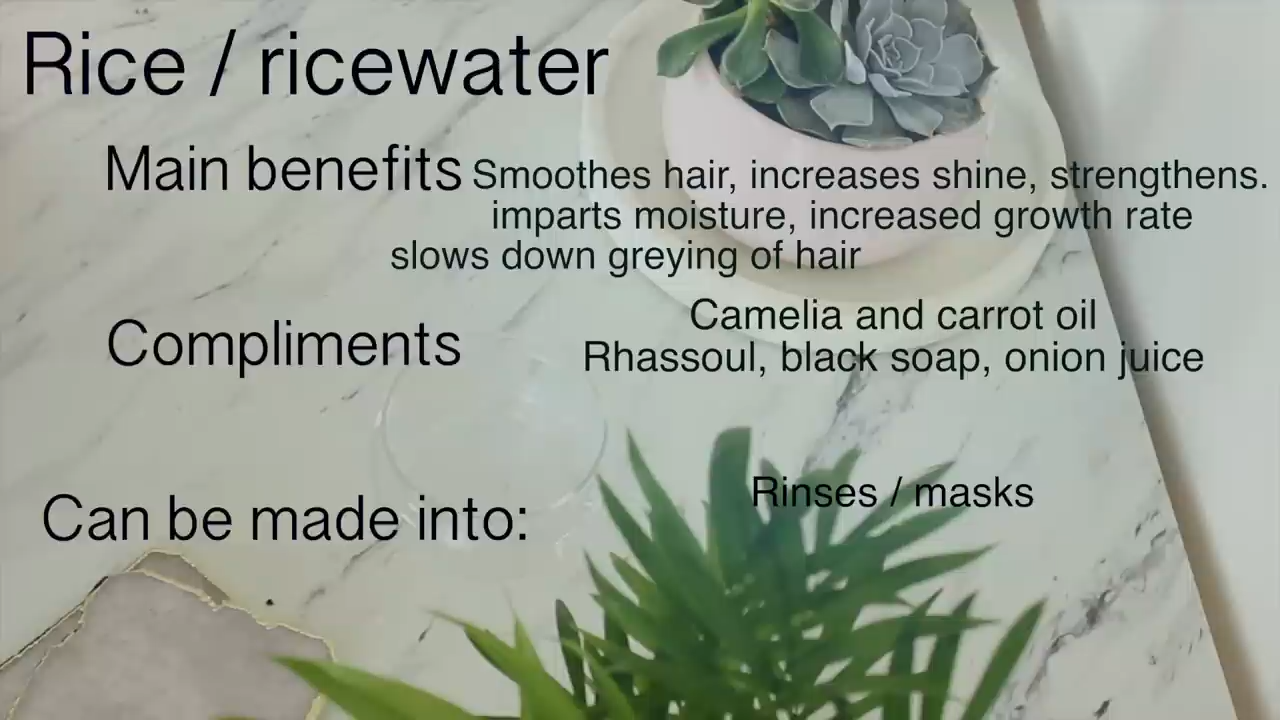 Rice / ricewater
Main benefits
Smoothes hair, increases shine, strengthens.
imparts moisture, increased growth rate
slows down greying of hair
Compliments
Camelia and carrot oil
Rhassoul, black soap, onion juice
Can be made into:
Rinses / masks